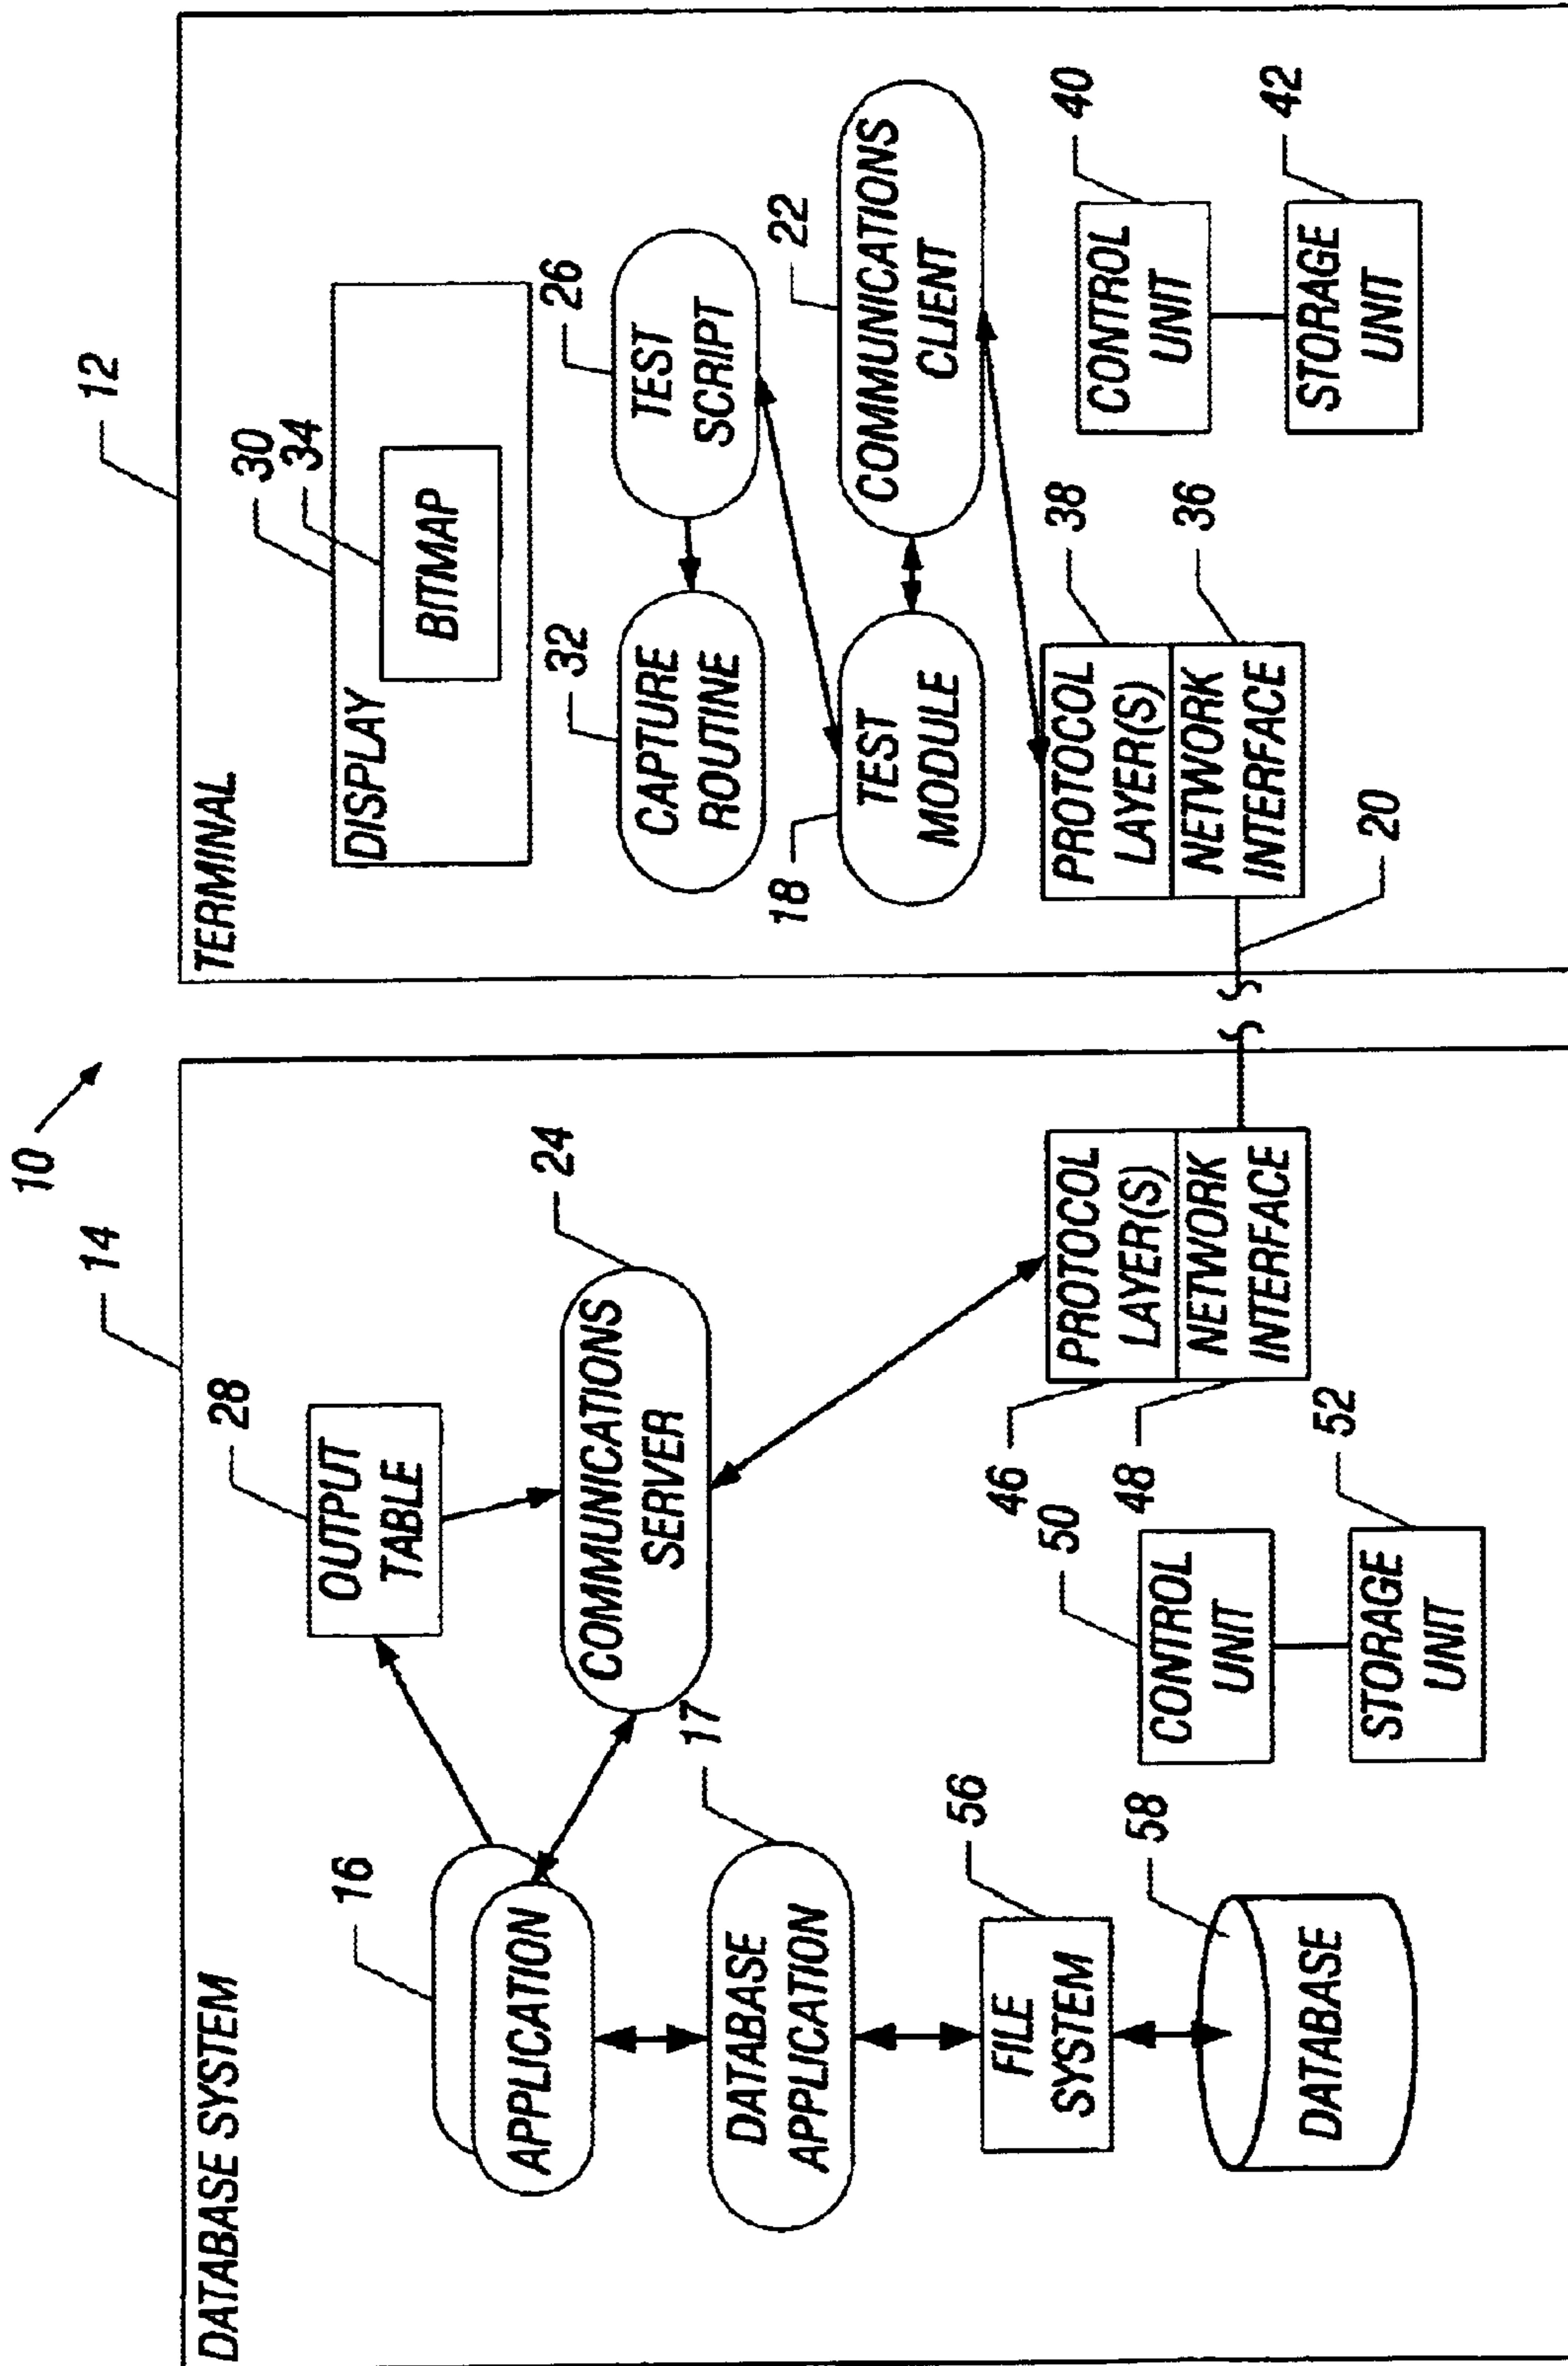 10
14
DATABASE SYSTEM
16
APPLICATION
28
OUTPUT
TABLE
24
COMMUNICATIONS
SERVER
17
DATABASE
APPLICATION
56
FILE
SYSTEM
58
DATABASE
50
CONTROL
UNIT
52
STORAGE
UNIT
46
PROTOCOL
LAYER(S)
48
NETWORK
INTERFACE
12
TERMINAL
30
34
DISPLAY
BITMAP
32
CAPTURE
ROUTINE
26
TEST
SCRIPT
18
TEST
MODULE
22
COMMUNICATIONS
CLIENT
38
PROTOCOL
LAYER(S)
36
NETWORK
INTERFACE
20
40
CONTROL
UNIT
42
STORAGE
UNIT